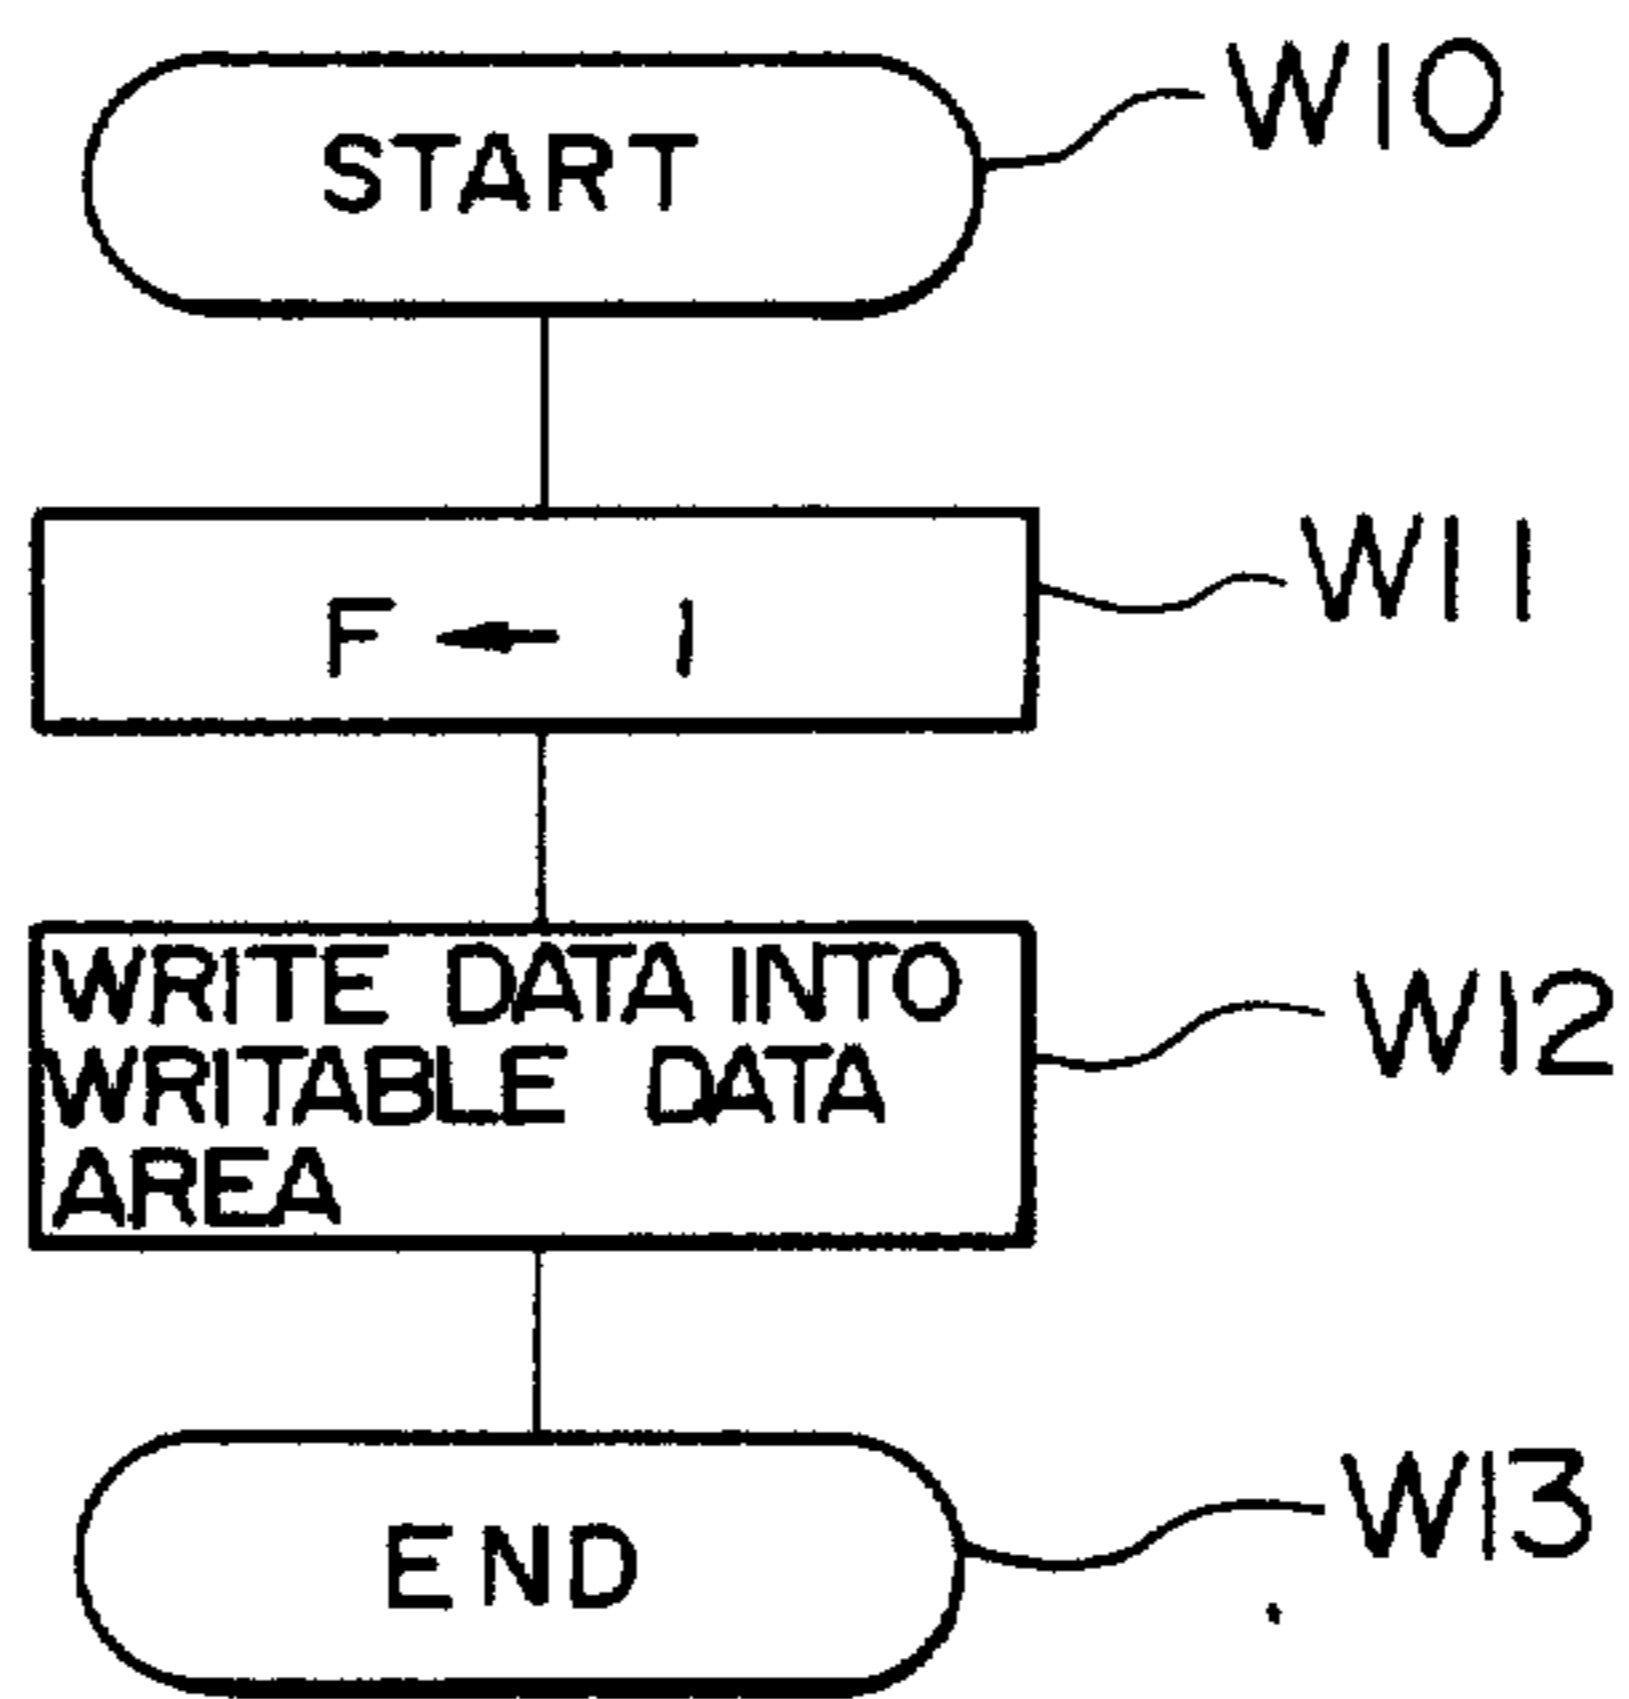 START
W10
F ← 1
W11
WRITE DATA INTO
WRITABLE DATA
AREA
W12
END
W13